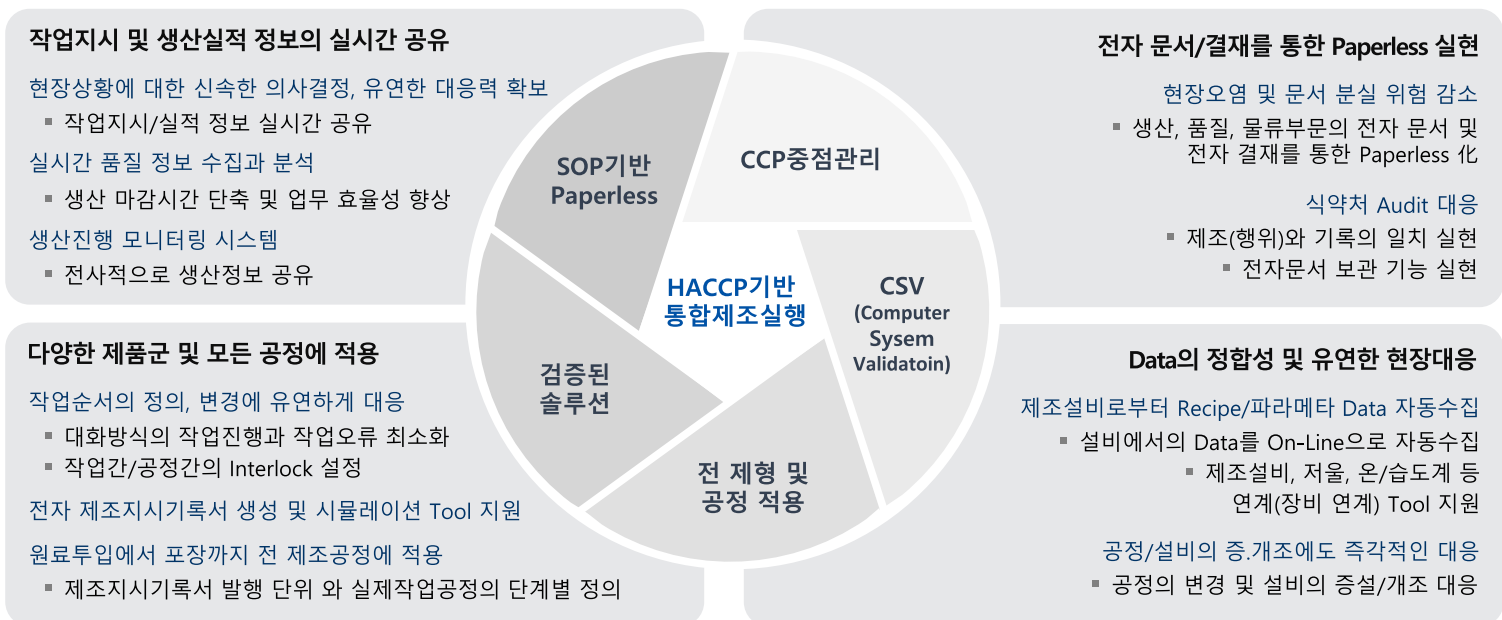 작업지시 및 생산실적 정보의 실시간 공유
현장상황에 대한 신속한 의사결정, 유연한 대응력 확보
▪ 작업지시/실적 정보 실시간 공유
실시간 품질 정보 수집과 분석
▪ 생산 마감시간 단축 및 업무 효율성 향상
생산진행 모니터링 시스템
▪ 전사적으로 생산정보 공유
전자 문서/결재를 통한 Paperless 실현
현장오염 및 문서 분실 위험 감소
▪ 생산, 품질, 물류부문의 전자 문서 및
전자 결재를 통한 Paperless 化
식약처 Audit 대응
▪ 제조(행위)와 기록의 일치 실현
▪ 전자문서 보관 기능 실현
SOP기반
Paperless
CCP중점관리
HACCP기반
통합제조실행
CSV
(Computer
Sysem
Validatoin)
검증된
솔루션
전 제형 및
공정 적용
다양한 제품군 및 모든 공정에 적용
작업순서의 정의, 변경에 유연하게 대응
▪ 대화방식의 작업진행과 작업오류 최소화
▪ 작업간/공정간의 Interlock 설정
전자 제조지시기록서 생성 및 시뮬레이션 Tool 지원
원료투입에서 포장까지 전 제조공정에 적용
▪ 제조지시기록서 발행 단위 와 실제작업공정의 단계별 정의
Data의 정합성 및 유연한 현장대응
제조설비로부터 Recipe/파라메타 Data 자동수집
▪ 설비에서의 Data를 On-Line으로 자동수집
▪ 제조설비, 저울, 온/습도계 등
연계(장비 연계) Tool 지원
공정/설비의 증.개조에도 즉각적인 대응
▪ 공정의 변경 및 설비의 증설/개조 대응